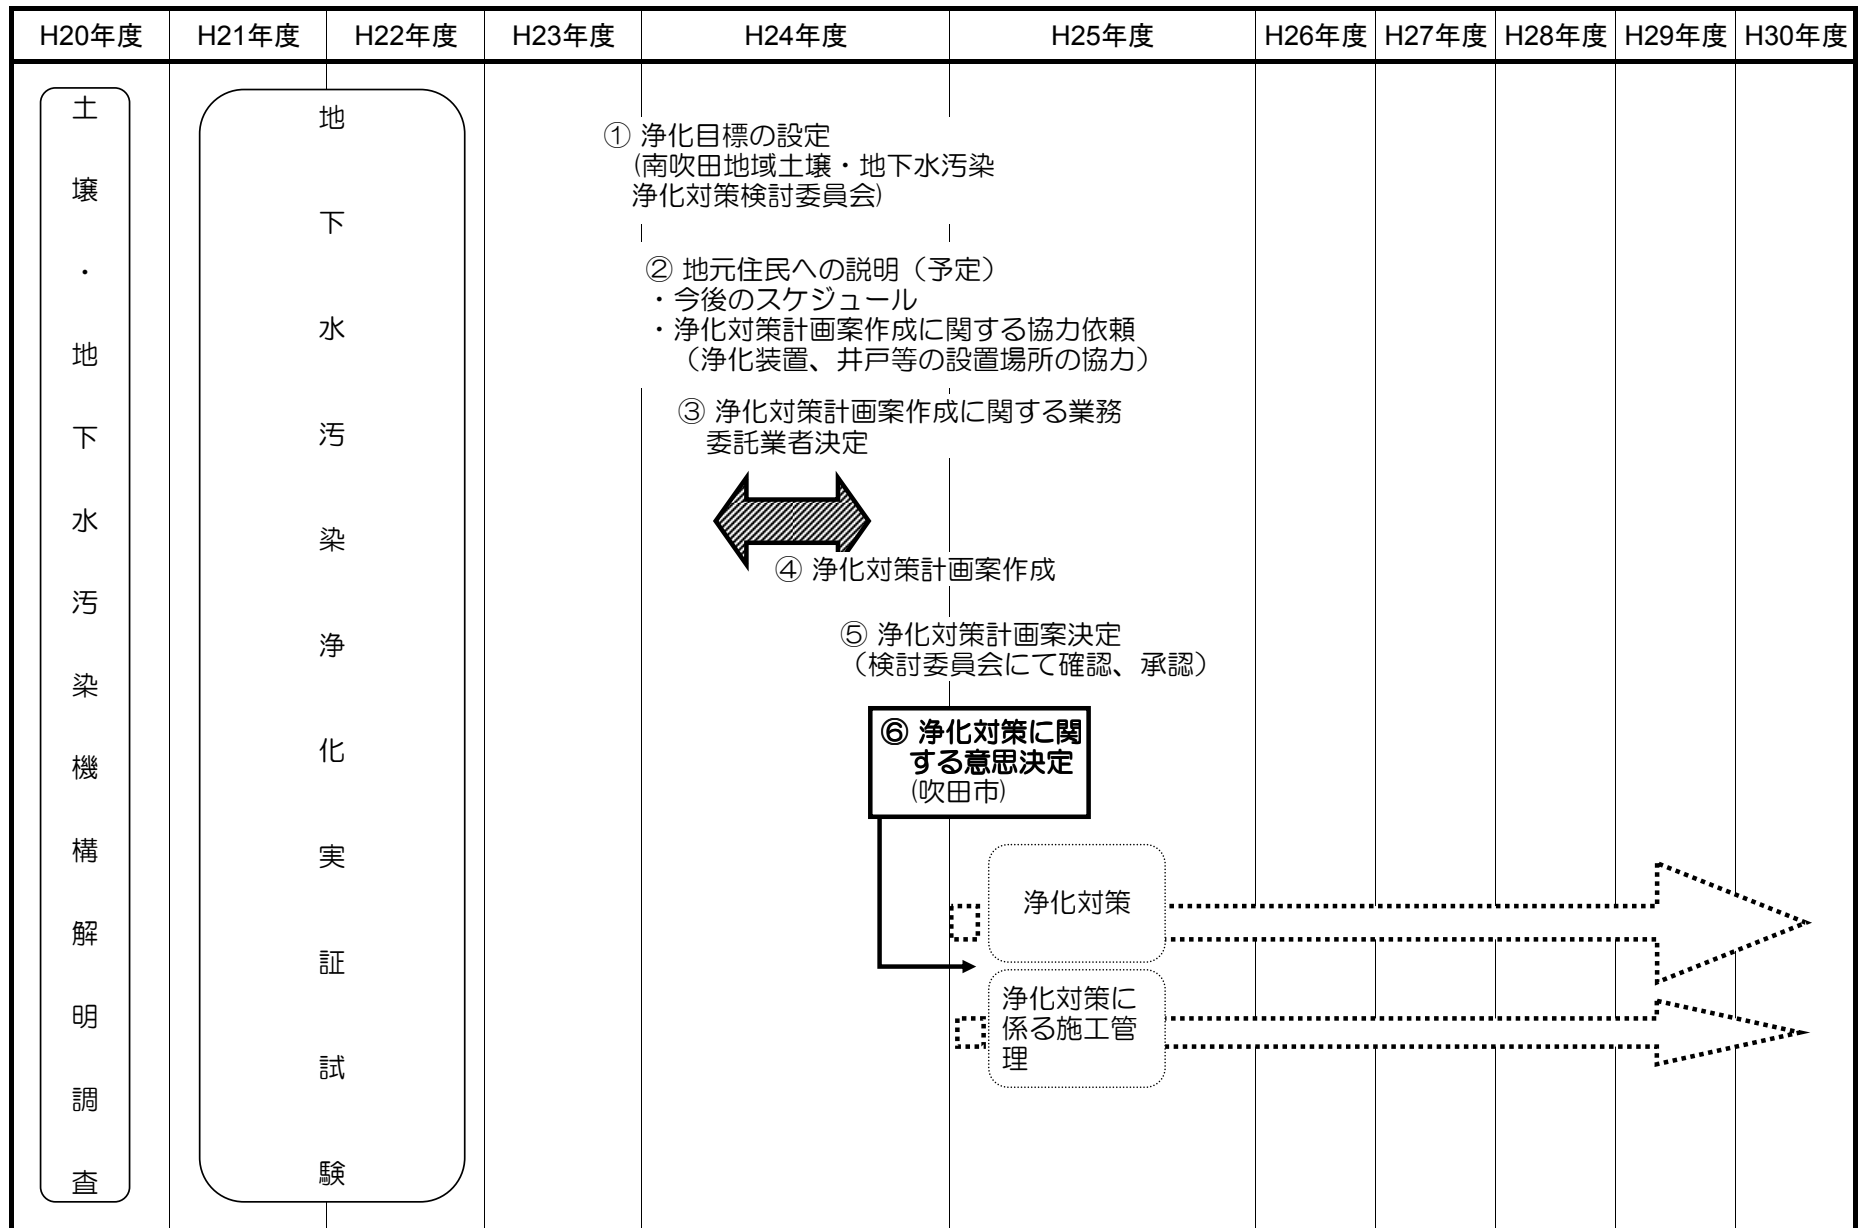 H20年度 H21年度 H22年度 H23年度 H24年度 H25年度 H26年度 H27年度 H28年度 H29年度 H30年度
土壌・地下水汚染機構解明調査
地下水汚染浄化実証試験
① 浄化目標の設定
(南吹田地域土壌・地下水汚染
浄化対策検討委員会)
② 地元住民への説明（予定）
・今後のスケジュール
・浄化対策計画案作成に関する協力依頼
（浄化装置、井戸等の設置場所の協力）
③ 浄化対策計画案作成に関する業務
委託業者決定
④ 浄化対策計画案作成
⑤ 浄化対策計画案決定
（検討委員会にて確認、承認）
⑥ 浄化対策に関
する意思決定
(吹田市)
浄化対策
浄化対策に
係る施工管
理